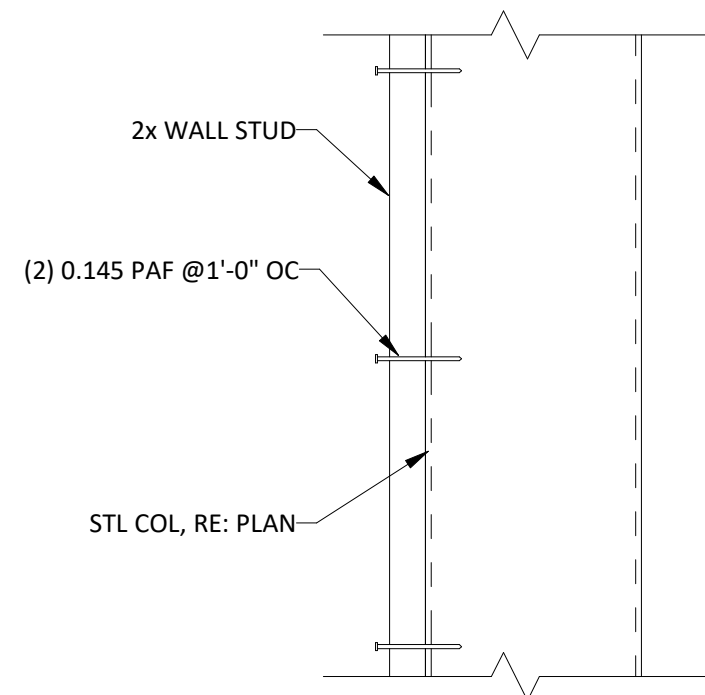 2x WALL STUD
(2) 0.145 PAF @1'-0" OC
STL COL, RE: PLAN